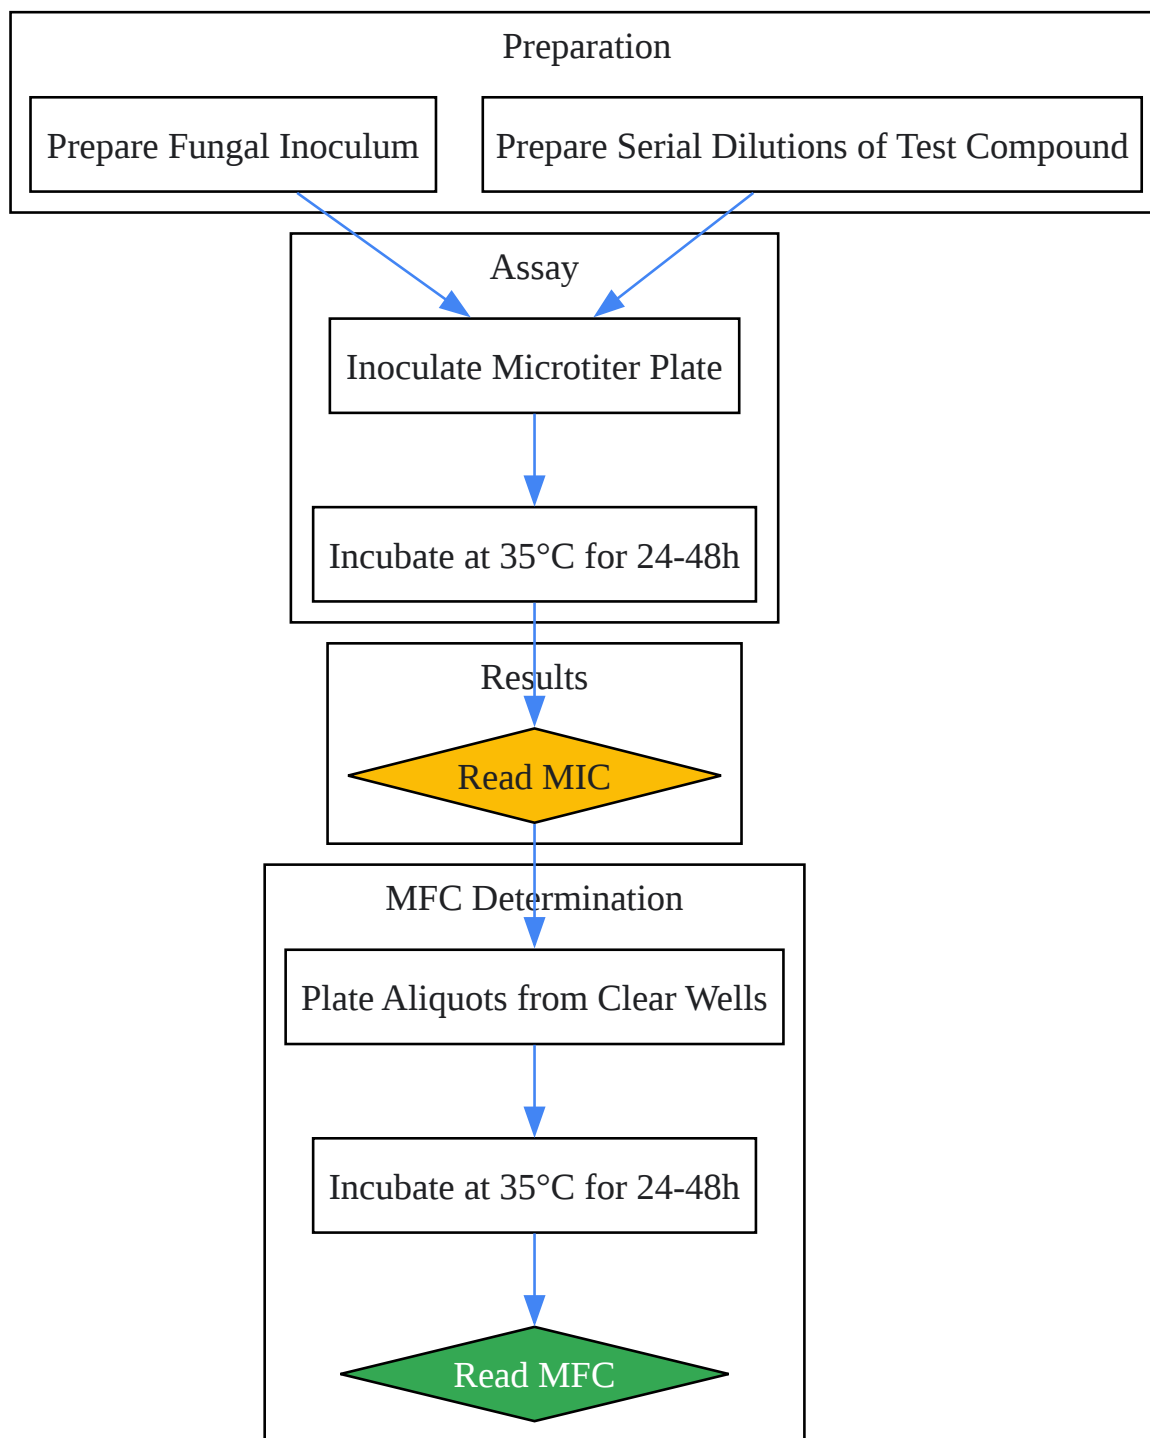 Preparation
Prepare Fungal Inoculum
Prepare Serial Dilutions of Test Compound
Assay
Inoculate Microtiter Plate
Incubate at 35°C for 24-48h
Results
Read MIC
MFC Determination
Plate Aliquots from Clear Wells
Incubate at 35°C for 24-48h
Read MFC